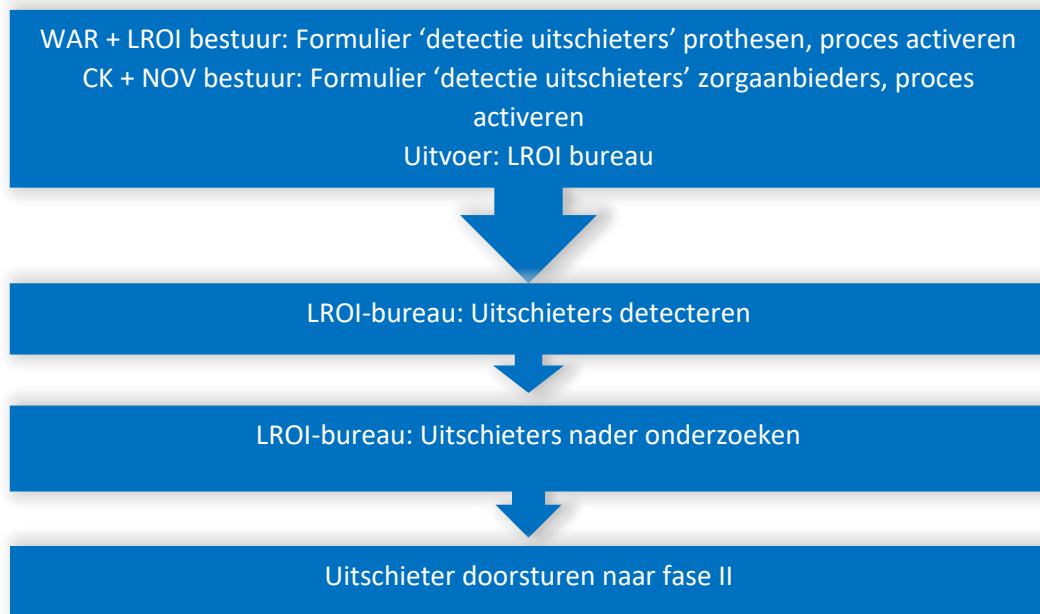 WAR + LROI bestuur: Formulier ‘detectie uitschieters’ prothesen, proces activeren
CK + NOV bestuur: Formulier ‘detectie uitschieters’ zorgaanbieders, proces
activeren
Uitvoer: LROI bureau
LROI-bureau: Uitschieters detecteren
LROI-bureau: Uitschieters nader onderzoeken
Uitschieter doorsturen naar fase II